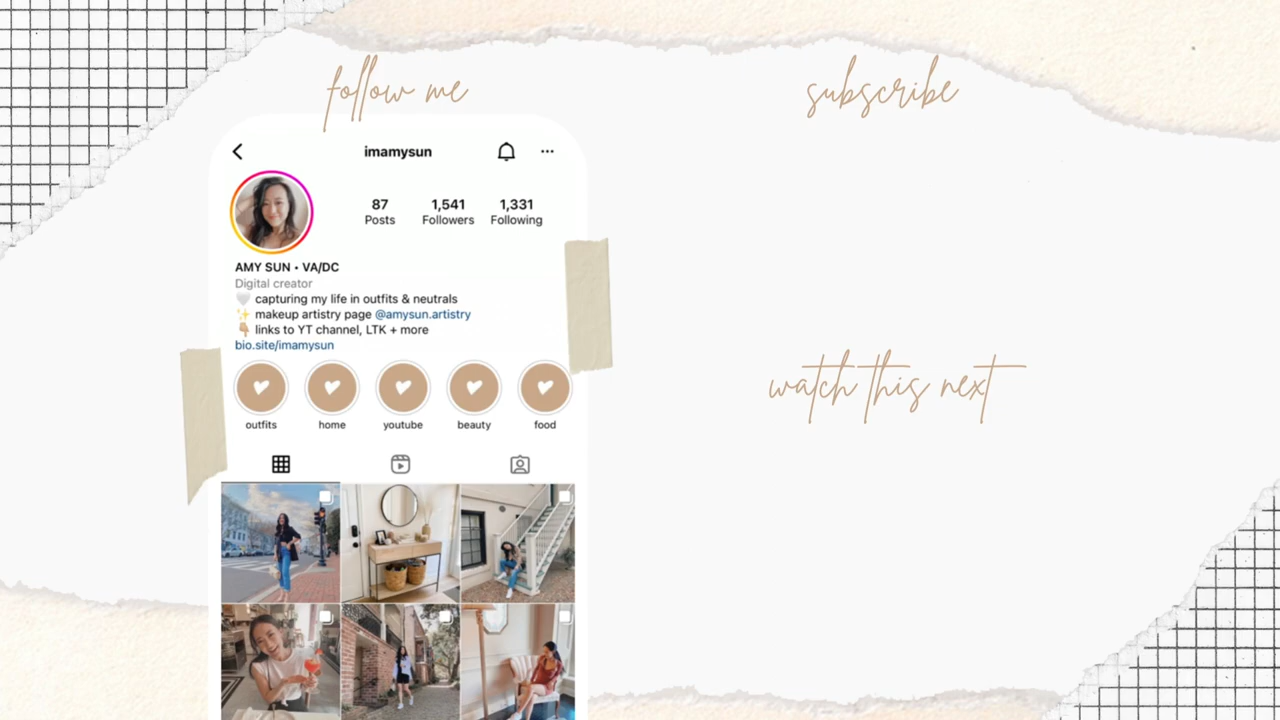 follow me
subscribe
imamysun
87 1,541 1,331
Posts Followers Following
AMY SUN • VA/DC
Digital creator
🤍 capturing my life in outfits & neutrals
✨ makeup artistry page @amysun.artistry
👇🏼 links to YT channel, LTK + more
bio.site/imamysun
outfits home youtube beauty food
watch this next